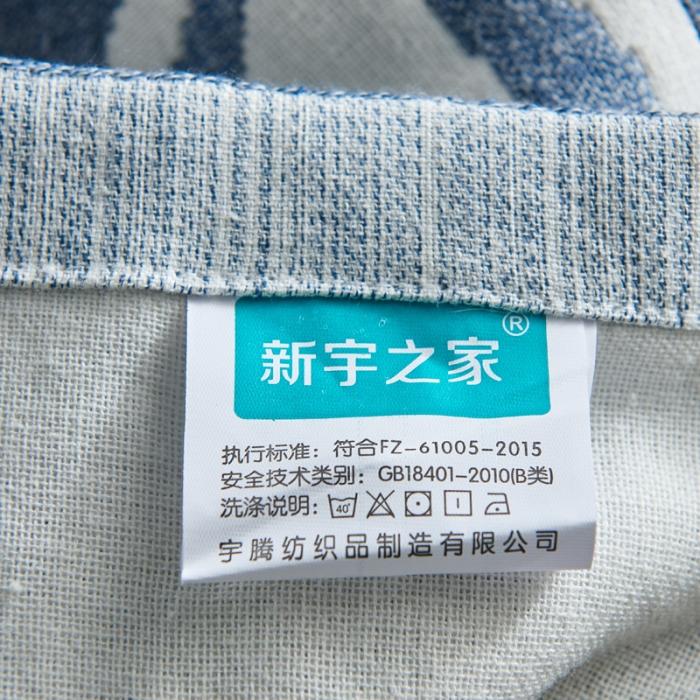 新宇之家®
执行标准：符合FZ-61005-2015
安全技术类别：GB18401-2010(B类)
洗涤说明：40°
宇腾纺织品制造有限公司